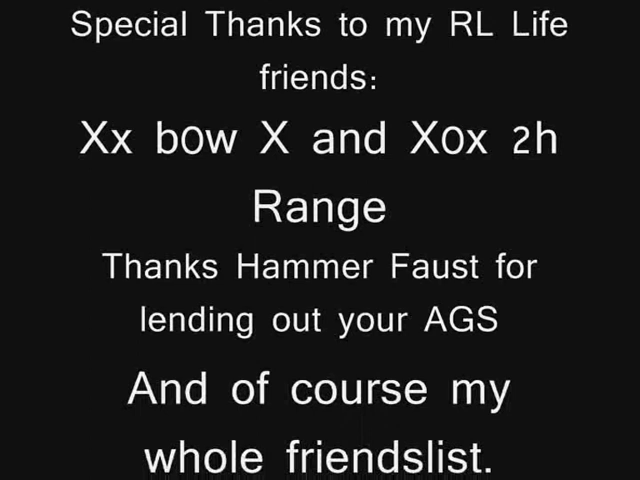 Special Thanks to my RL Life
friends:
Xx b0w X and X0x 2h
Range
Thanks Hammer Faust for
lending out your AGS
And of course my
whole friendslist.